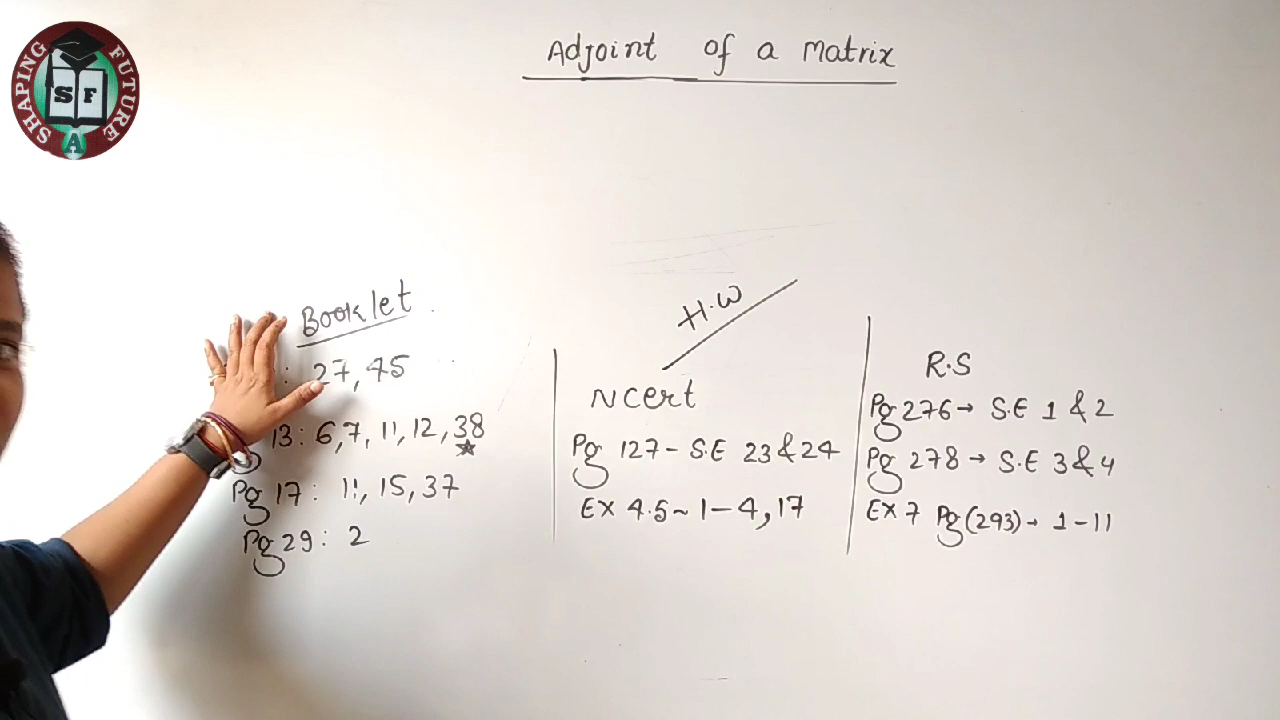 SHAPING FUTURE
S F
A
Adjoint of a Matrix
Booklet
: 27, 45
13: 6, 7, 11, 12, 38
Pg 17: 11, 15, 37
Pg 29: 2
H.W
NCert
Pg 127 - S.E 23 & 24
EX 4.5 ~ 1 - 4, 17
R.S
Pg 276 → S.E 1 & 2
Pg 278 → S.E 3 & 4
EX 7 Pg (293) → 1 - 11